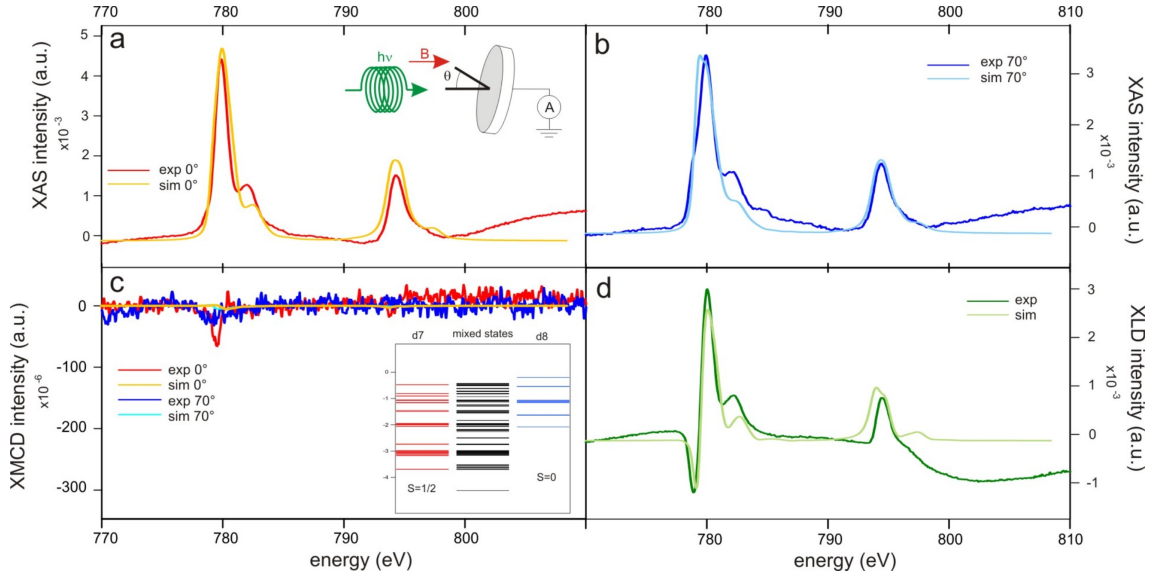 780 790 800
780 790 800 810
a
5
4
3
2
1
0
XAS intensity (a.u.)
x10⁻³
exp 0°
sim 0°
hν
B
θ
A
b
exp 70°
sim 70°
3
2
1
0
XAS intensity (a.u.)
x10⁻³
c
0
-100
-200
-300
XMCD intensity (a.u.)
x10⁻⁶
exp 0°
sim 0°
exp 70°
sim 70°
d7 mixed states d8
0
-1
-2
-3
-4
S=1/2
S=0
770 780 790 800
energy (eV)
d
exp
sim
3
2
1
0
-1
XLD intensity (a.u.)
x10⁻³
780 790 800 810
energy (eV)